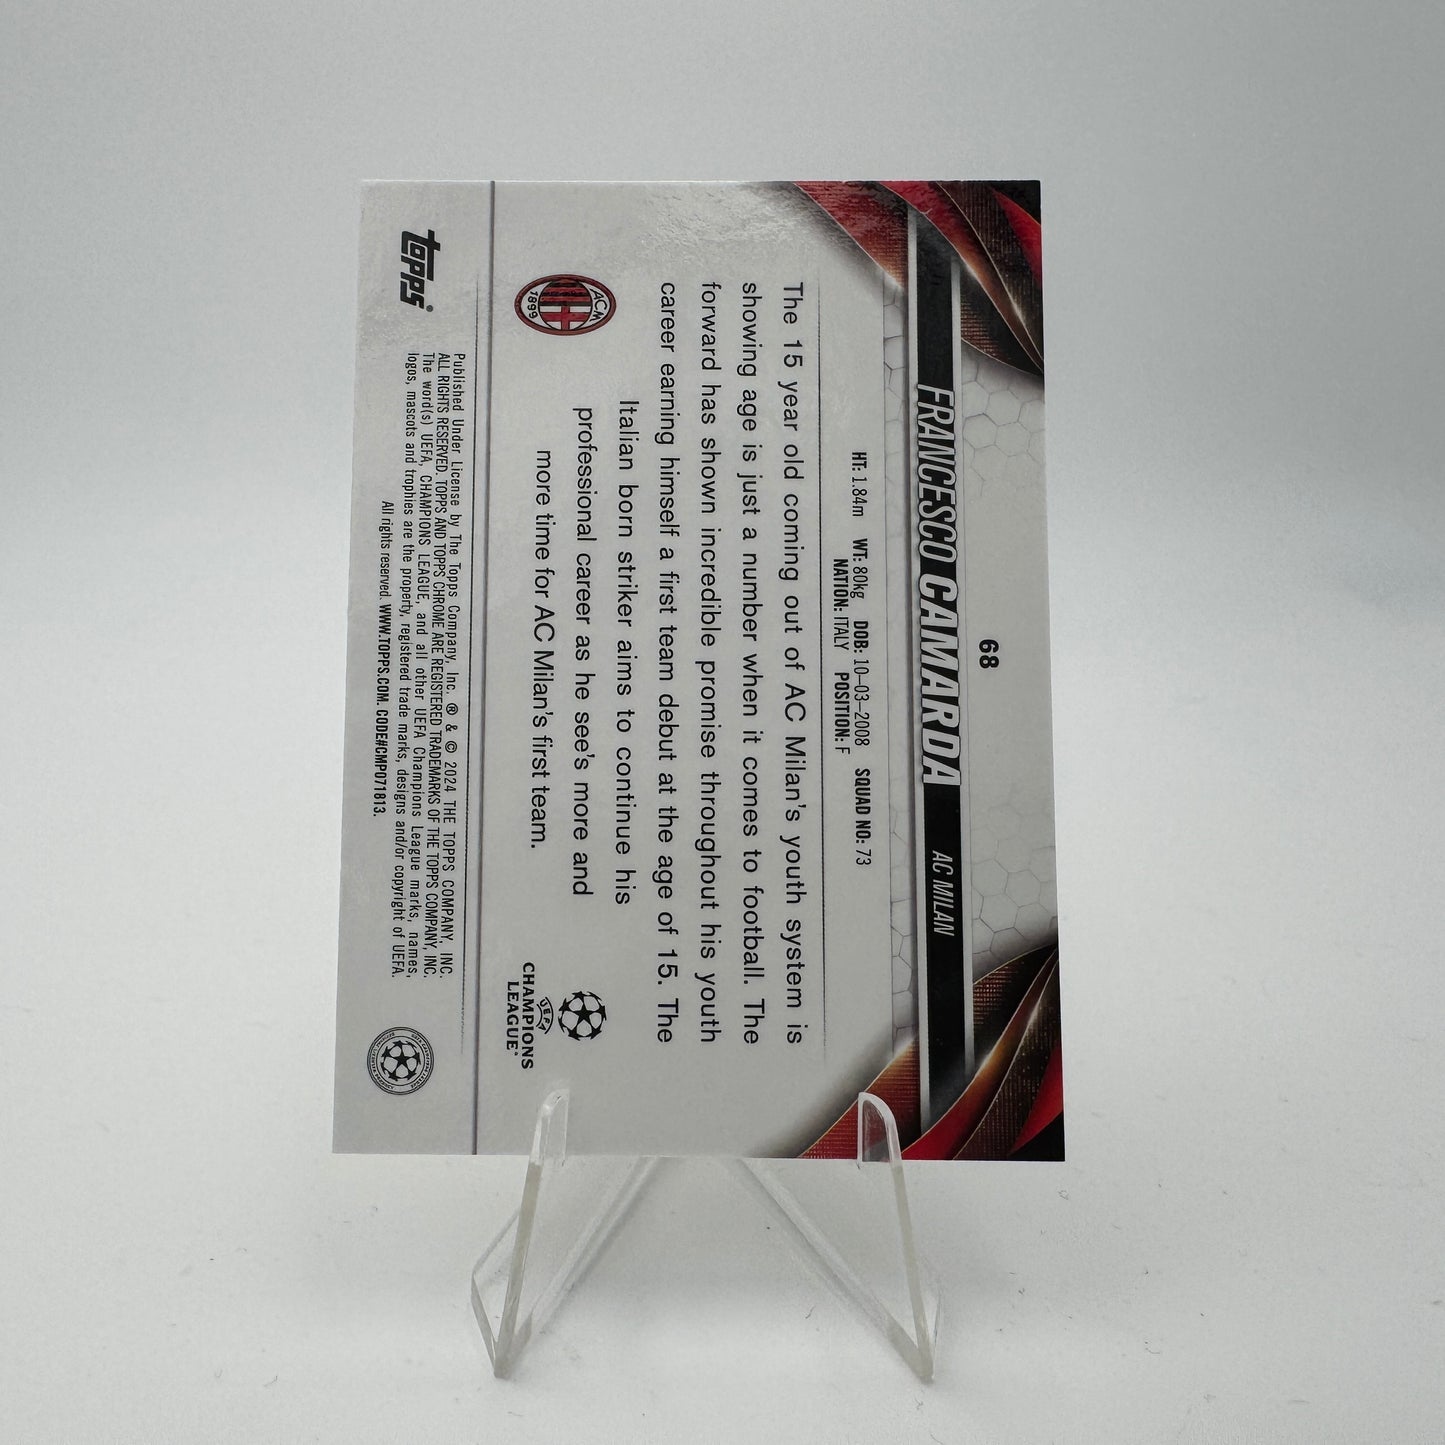 68
FRANCESCO CAMARDA AC MILAN
HT: 1.84m WT: 80kg DOB: 10-03-2008 SQUAD NO: 73
NATION: ITALY POSITION: F
The 15 year old coming out of AC Milan's youth system is
showing age is just a number when it comes to football. The
forward has shown incredible promise throughout his youth
career earning himself a first team debut at the age of 15. The
Italian born striker aims to continue his
professional career as he see's more and
more time for AC Milan's first team.
ACM
1899
UEFA
CHAMPIONS
LEAGUE®
topps®
Published Under License by The Topps Company, Inc. ® & © 2024 THE TOPPS COMPANY, INC.
ALL RIGHTS RESERVED. TOPPS AND TOPPS CHROME ARE REGISTERED TRADEMARKS OF THE TOPPS COMPANY, INC.
The word(s) UEFA, CHAMPIONS LEAGUE, and all other UEFA Champions League marks, names,
logos, mascots and trophies are the property, registered trade marks, designs and/or copyright of UEFA.
All rights reserved. WWW.TOPPS.COM. CODE#CMP071813.